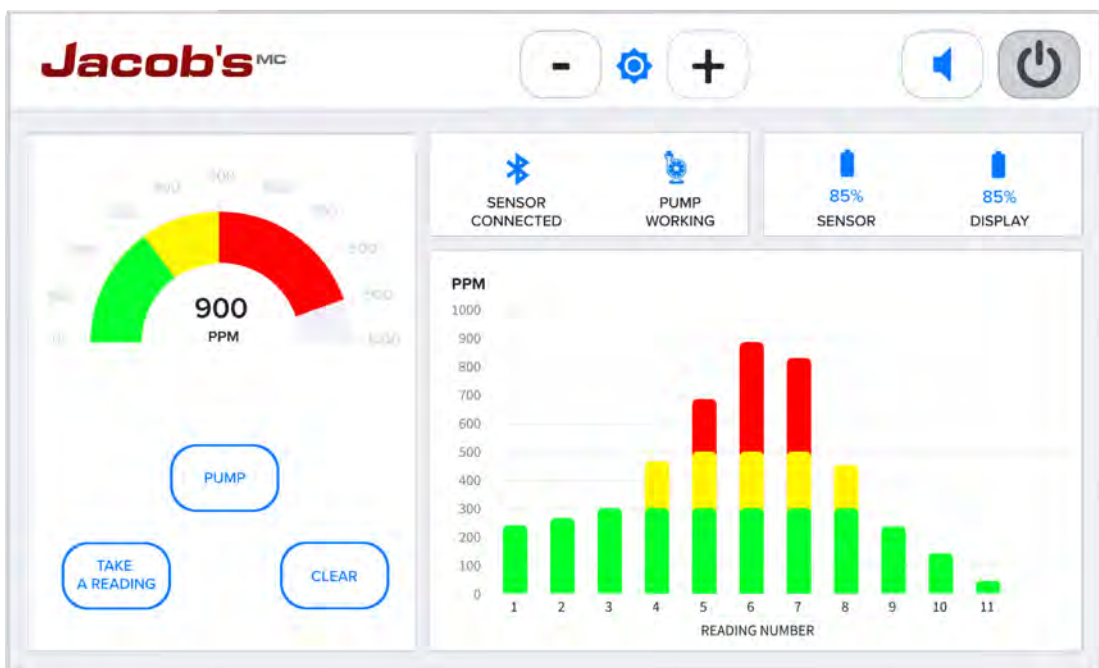 Jacob's MC
- +
SENSOR
CONNECTED
PUMP
WORKING
85%
SENSOR
85%
DISPLAY
900
PPM
PUMP
TAKE
A READING
CLEAR
PPM
1000
900
800
700
600
500
400
300
200
100
0
1 2 3 4 5 6 7 8 9 10 11
READING NUMBER